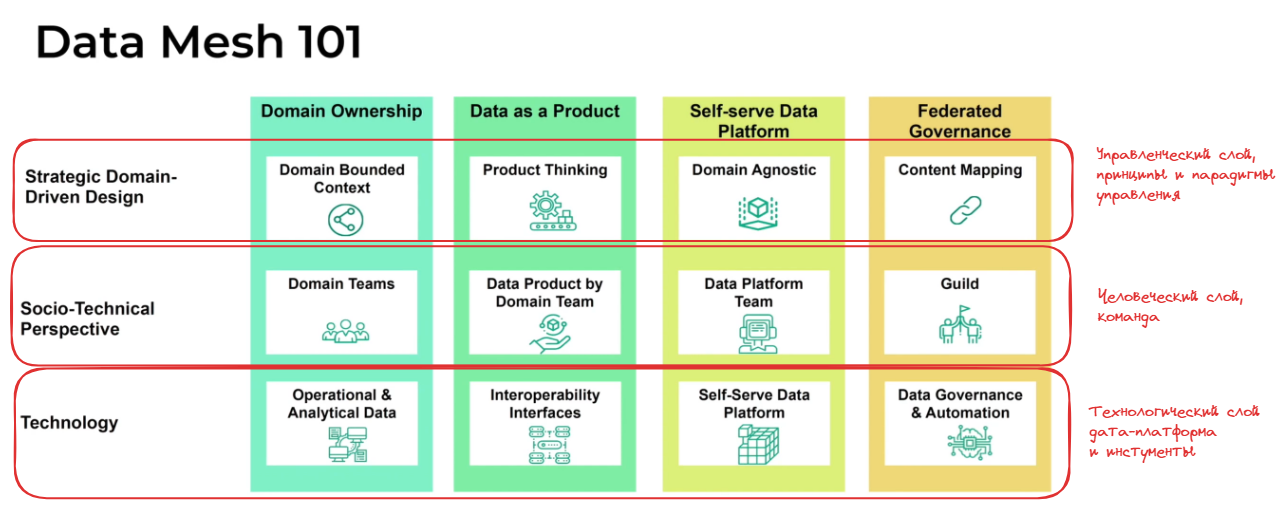 Data Mesh 101
Domain Ownership
Data as a Product
Self-serve Data
Platform
Federated
Governance
Strategic Domain-
Driven Design
Domain Bounded
Context
Product Thinking
Domain Agnostic
Content Mapping
Управленческий слой,
принципы и парадигмы
управления
Socio-Technical
Perspective
Domain Teams
Data Product by
Domain Team
Data Platform
Team
Guild
Человеческий слой,
команда
Technology
Operational &
Analytical Data
Interoperability
Interfaces
Self-Serve Data
Platform
Data Governance
& Automation
Технологический слой
дата-платформа
и инстументы